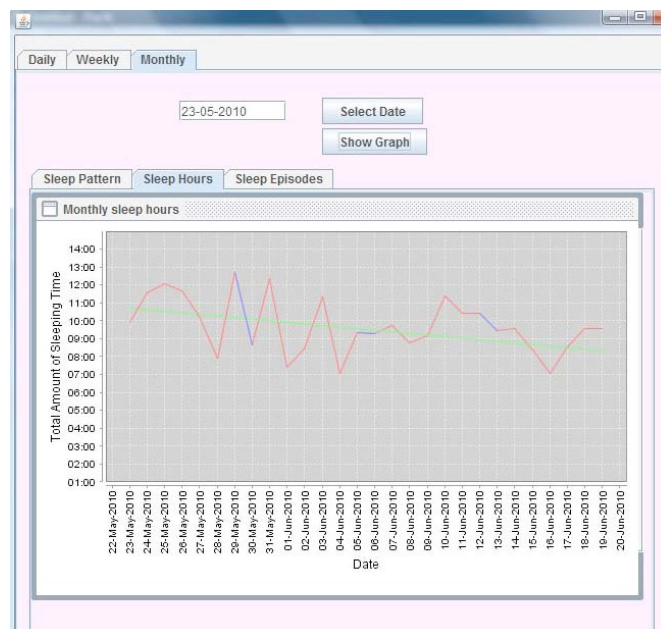 Daily Weekly Monthly
23-05-2010 Select Date
Show Graph
Sleep Pattern Sleep Hours Sleep Episodes
Monthly sleep hours
Total Amount of Sleeping Time
14:00
13:00
12:00
11:00
10:00
09:00
08:00
07:00
06:00
05:00
04:00
03:00
02:00
01:00
22-May-2010
23-May-2010
24-May-2010
25-May-2010
26-May-2010
27-May-2010
28-May-2010
29-May-2010
30-May-2010
31-May-2010
01-Jun-2010
02-Jun-2010
03-Jun-2010
04-Jun-2010
05-Jun-2010
06-Jun-2010
07-Jun-2010
08-Jun-2010
09-Jun-2010
10-Jun-2010
11-Jun-2010
12-Jun-2010
13-Jun-2010
14-Jun-2010
15-Jun-2010
16-Jun-2010
17-Jun-2010
18-Jun-2010
19-Jun-2010
20-Jun-2010
Date